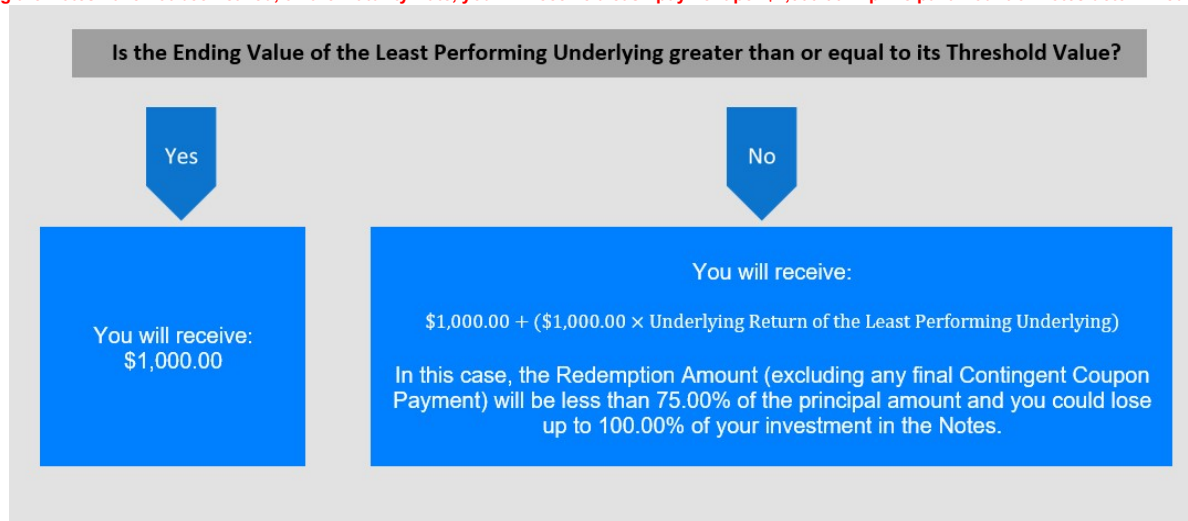 Is the Ending Value of the Least Performing Underlying greater than or equal to its Threshold Value?
Yes
No
You will receive:
$1,000.00
You will receive:
$1,000.00 + ($1,000.00 × Underlying Return of the Least Performing Underlying)
In this case, the Redemption Amount (excluding any final Contingent Coupon
Payment) will be less than 75.00% of the principal amount and you could lose
up to 100.00% of your investment in the Notes.